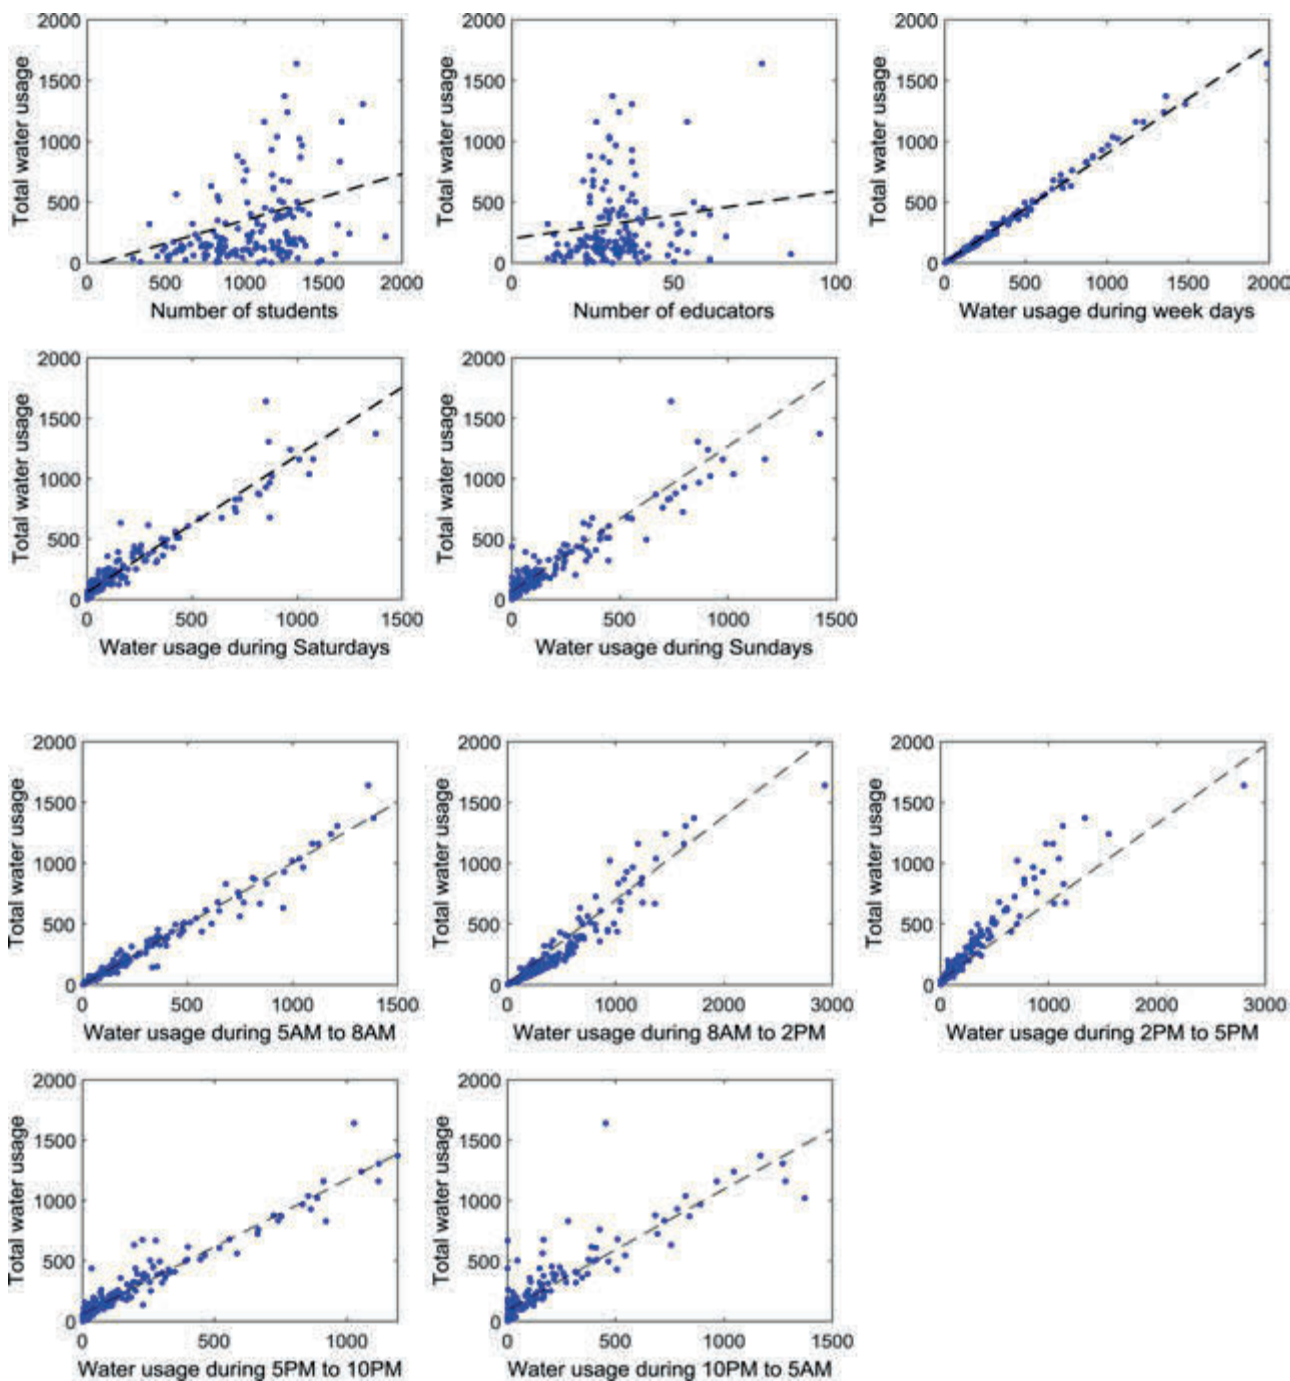 Total water usage
2000
1500
1000
500
0
0 500 1000 1500 2000
Number of students
Total water usage
2000
1500
1000
500
0
0 50 100
Number of educators
Total water usage
2000
1500
1000
500
0
0 500 1000 1500 2000
Water usage during week days
Total water usage
2000
1500
1000
500
0
0 500 1000 1500
Water usage during Saturdays
Total water usage
2000
1500
1000
500
0
0 500 1000 1500
Water usage during Sundays
Total water usage
2000
1500
1000
500
0
0 500 1000 1500
Water usage during 5AM to 8AM
Total water usage
2000
1500
1000
500
0
0 1000 2000 3000
Water usage during 8AM to 2PM
Total water usage
2000
1500
1000
500
0
0 1000 2000 3000
Water usage during 2PM to 5PM
Total water usage
2000
1500
1000
500
0
0 500 1000
Water usage during 5PM to 10PM
Total water usage
2000
1500
1000
500
0
0 500 1000 1500
Water usage during 10PM to 5AM